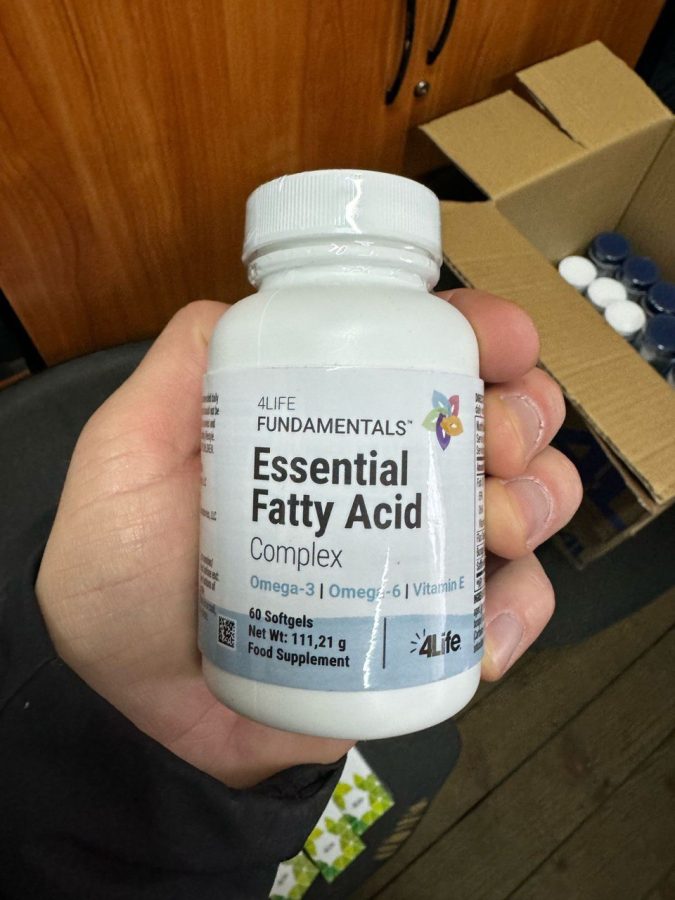 4LIFE
FUNDAMENTALS™
Essential
Fatty Acid
Complex
Omega-3 | Omega-6 | Vitamin E
60 Softgels
Net Wt: 111,21 g
Food Supplement
4Life